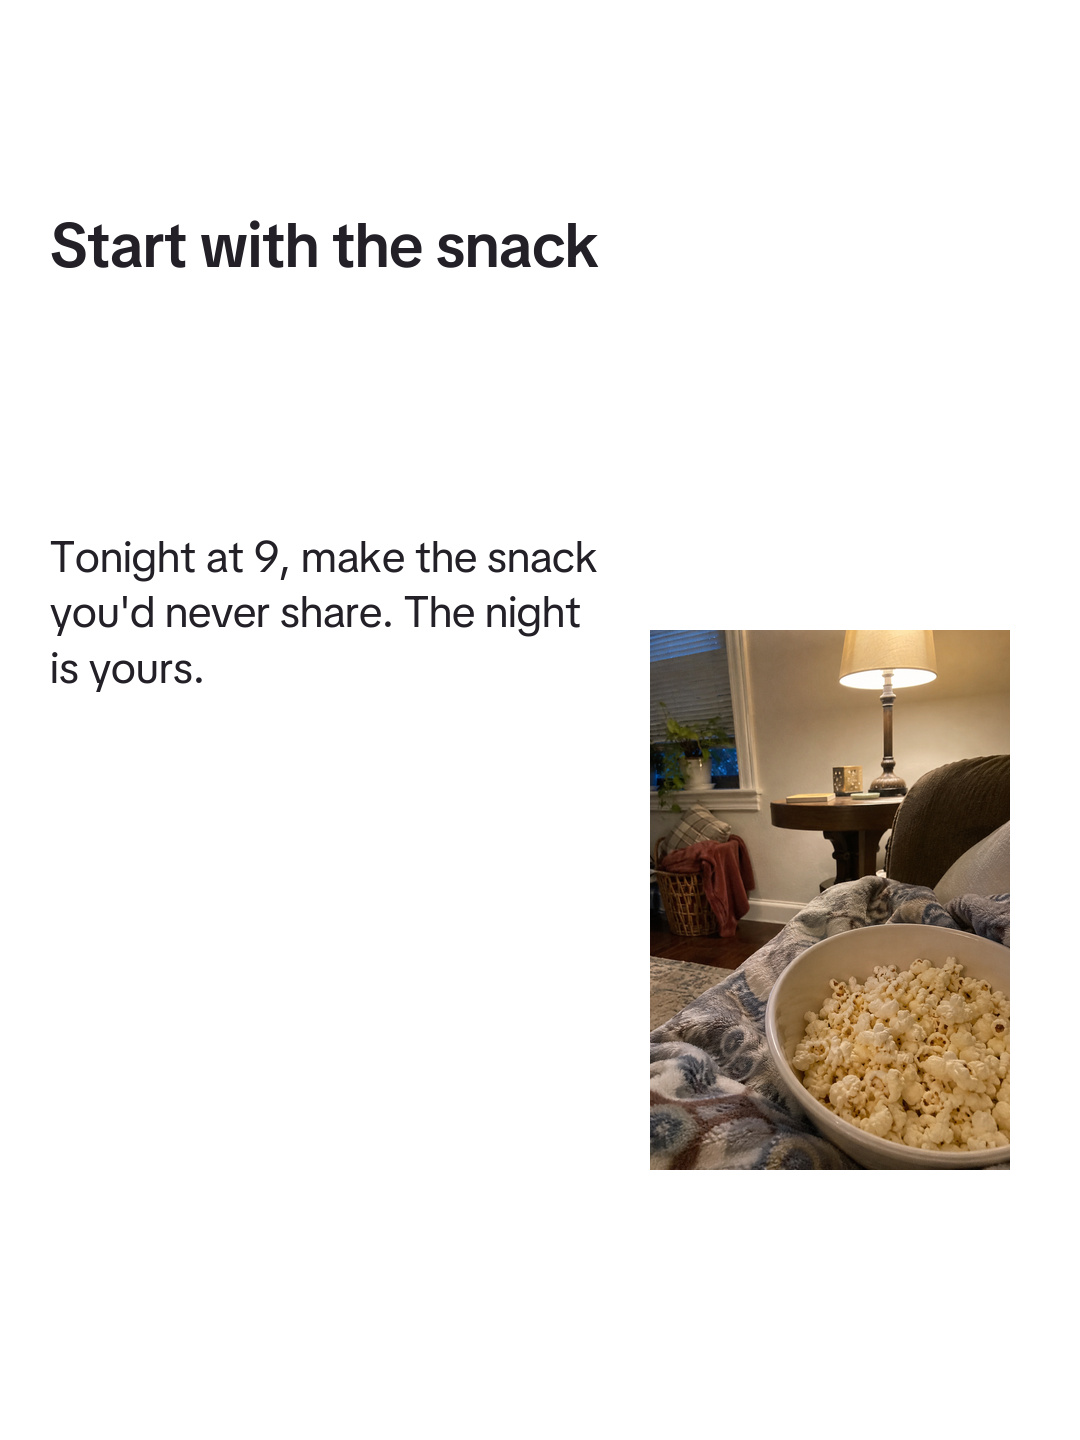 Start with the snack
Tonight at 9, make the snack
you'd never share. The night
is yours.